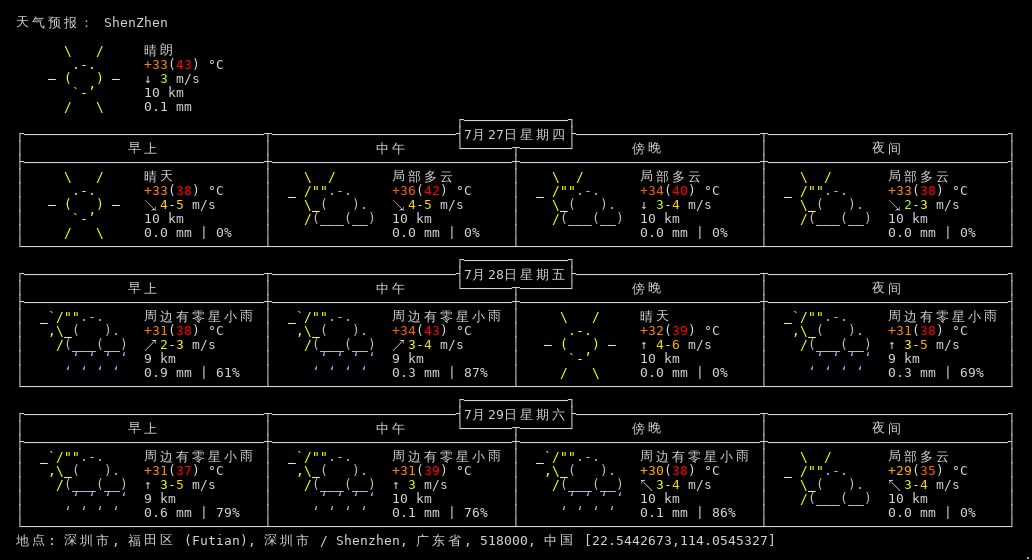 天气预报： ShenZhen
晴朗
+33(43) °C
↓ 3 m/s
10 km
0.1 mm
7月27日星期四
早上 中午 傍晚 夜间
晴天 局部多云 局部多云 局部多云
+33(38) °C +36(42) °C +34(40) °C +33(38) °C
↘ 4-5 m/s ↘ 4-5 m/s ↓ 3-4 m/s ↘ 2-3 m/s
10 km 10 km 10 km 10 km
0.0 mm | 0% 0.0 mm | 0% 0.0 mm | 0% 0.0 mm | 0%
7月28日星期五
早上 中午 傍晚 夜间
周边有零星小雨 周边有零星小雨 晴天 周边有零星小雨
+31(38) °C +34(43) °C +32(39) °C +31(38) °C
↗ 2-3 m/s ↗ 3-4 m/s ↑ 4-6 m/s ↑ 3-5 m/s
9 km 9 km 10 km 9 km
0.9 mm | 61% 0.3 mm | 87% 0.0 mm | 0% 0.3 mm | 69%
7月29日星期六
早上 中午 傍晚 夜间
周边有零星小雨 周边有零星小雨 周边有零星小雨 局部多云
+31(37) °C +31(39) °C +30(38) °C +29(35) °C
↑ 3-5 m/s ↑ 3 m/s ↖ 3-4 m/s ↖ 3-4 m/s
9 km 10 km 10 km 10 km
0.6 mm | 79% 0.1 mm | 76% 0.1 mm | 86% 0.0 mm | 0%
地点: 深圳市, 福田区 (Futian), 深圳市 / Shenzhen, 广东省, 518000, 中国 [22.5442673,114.0545327]